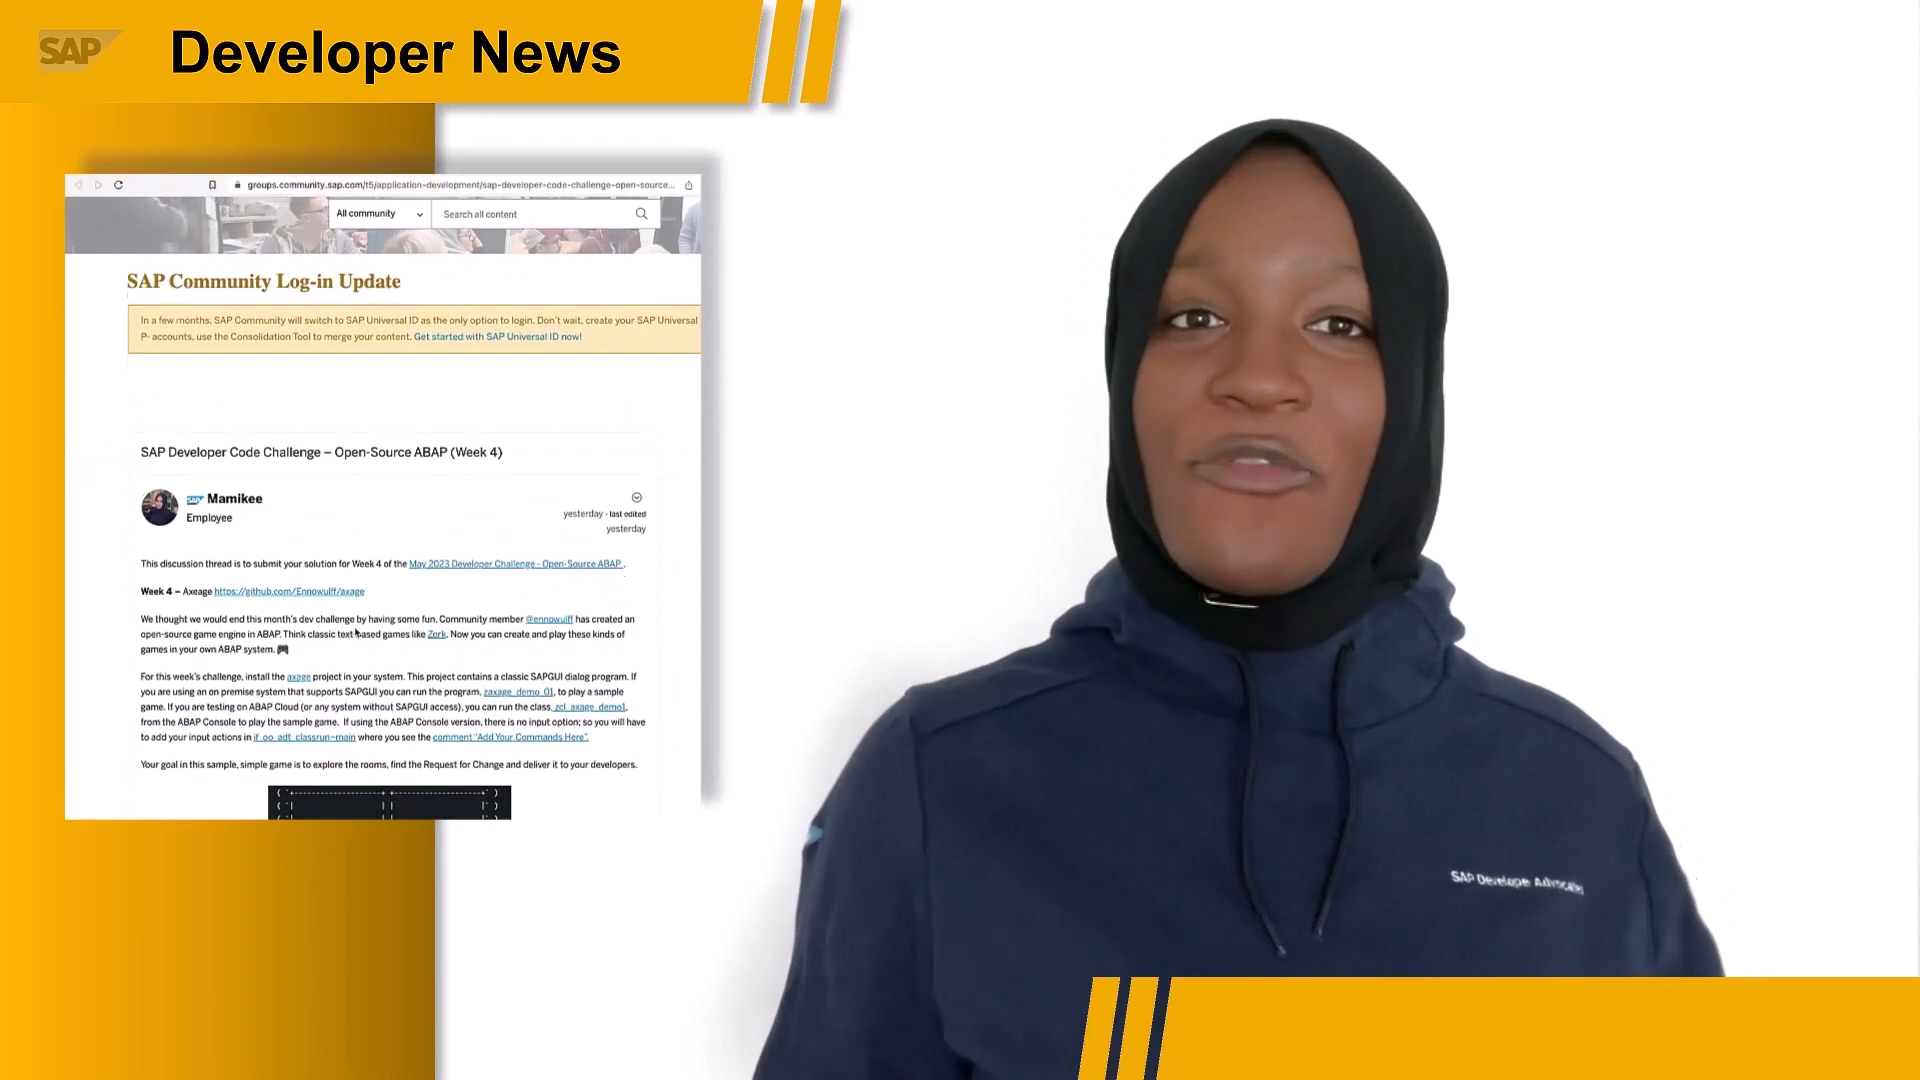 SAP Developer News
groups.community.sap.com/t5/application-development/sap-developer-code-challenge-open-source...
All community Search all content
SAP Community Log-in Update
In a few months, SAP Community will switch to SAP Universal ID as the only option to login. Don't wait, create your SAP Universal
P- accounts, use the Consolidation Tool to merge your content. Get started with SAP Universal ID now!
SAP Developer Code Challenge – Open-Source ABAP (Week 4)
SAP Mamikee
Employee
yesterday - last edited
yesterday
This discussion thread is to submit your solution for Week 4 of the May 2023 Developer Challenge - Open-Source ABAP .
Week 4 – Axeage https://github.com/Ennowulff/axage
We thought we would end this month's dev challenge by having some fun. Community member @ennowulff has created an
open-source game engine in ABAP. Think classic text based games like Zork. Now you can create and play these kinds of
games in your own ABAP system. 🎮
For this week's challenge, install the axage project in your system. This project contains a classic SAPGUI dialog program. If
you are using an on premise system that supports SAPGUI you can run the program, zaxage_demo_01, to play a sample
game. If you are testing on ABAP Cloud (or any system without SAPGUI access), you can run the class, zcl_axage_demo1,
from the ABAP Console to play the sample game. If using the ABAP Console version, there is no input option; so you will have
to add your input actions in if_oo_adt_classrun~main where you see the comment "Add Your Commands Here".
Your goal in this sample, simple game is to explore the rooms, find the Request for Change and deliver it to your developers.
SAP Developer Advocates